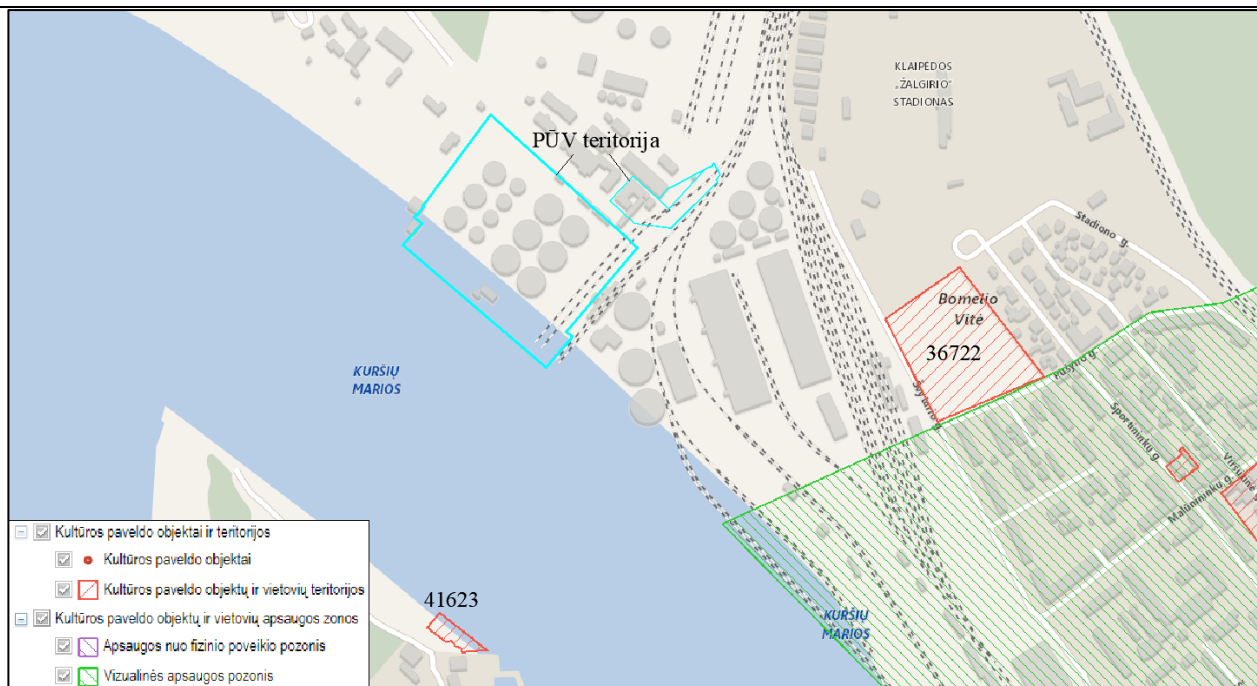 KLAIPĖDOS
„ŽALGIRIO“
STADIONAS
PŪV teritorija
Stadiono g.
Bomelio
Vitė
36722
Pušyno g.
KURŠIŲ
MARIOS
Sportininkų g.
Malūnininkų g.
41623
KURŠIŲ
MARIOS
Kultūros paveldo objektai ir teritorijos
Kultūros paveldo objektai
Kultūros paveldo objektų ir vietovių teritorijos
Kultūros paveldo objektų ir vietovių apsaugos zonos
Apsaugos nuo fizinio poveikio pozonis
Vizualinės apsaugos pozonis